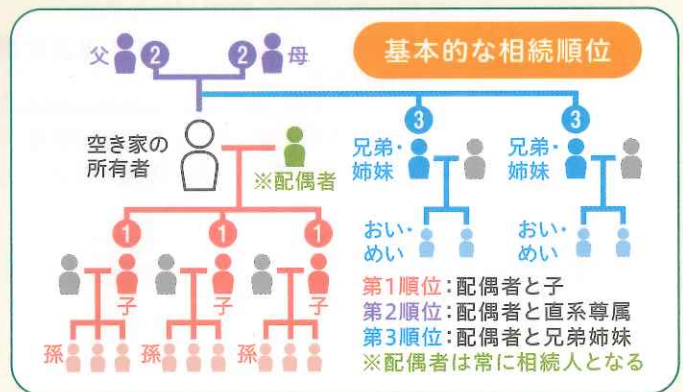 基本的な相続順位
父 2
2 母
空き家の
所有者
※配偶者
3
兄弟・
姉妹
3
兄弟・
姉妹
おい・
めい
おい・
めい
1
1
1
子
子
子
孫
孫
孫
第1順位:配偶者と子
第2順位:配偶者と直系尊属
第3順位:配偶者と兄弟姉妹
※配偶者は常に相続人となる